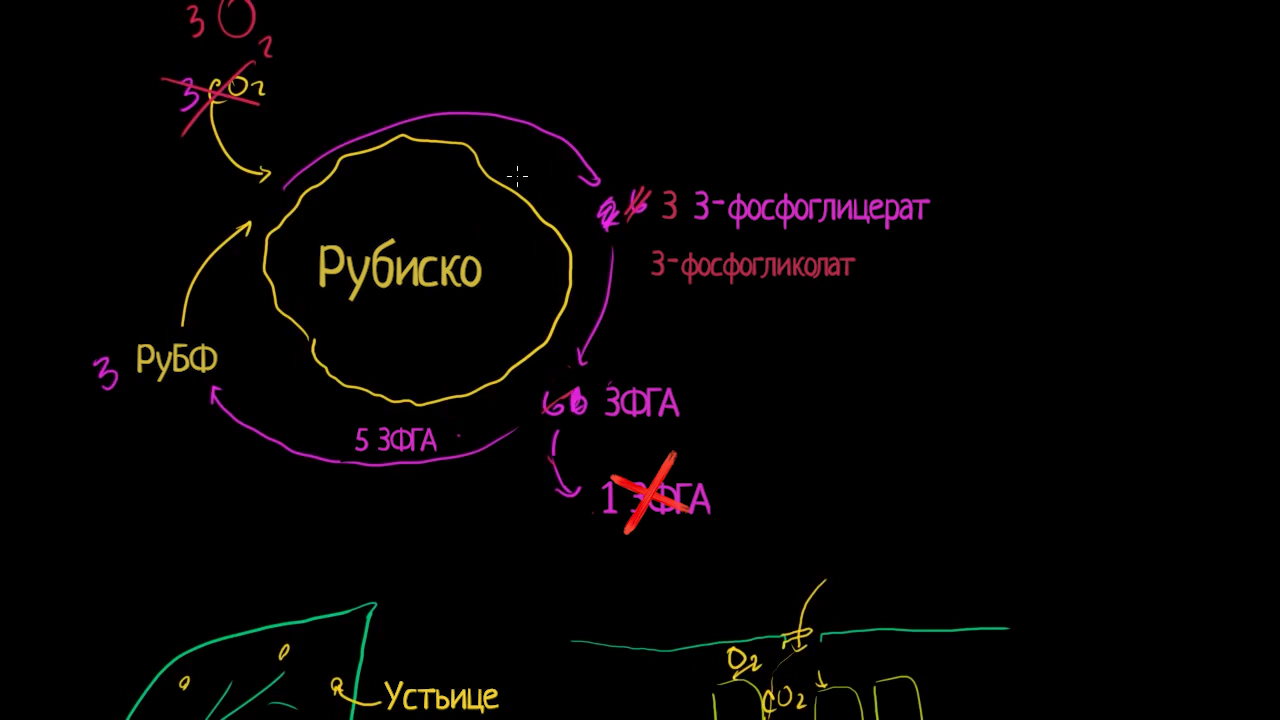 3 O2
3 CO2
3 3-фосфоглицерат
3-фосфогликолат
Рубиско
3 РуБФ
6 3ФГА
5 3ФГА
1 3ФГА
O2
CO2
Устьице